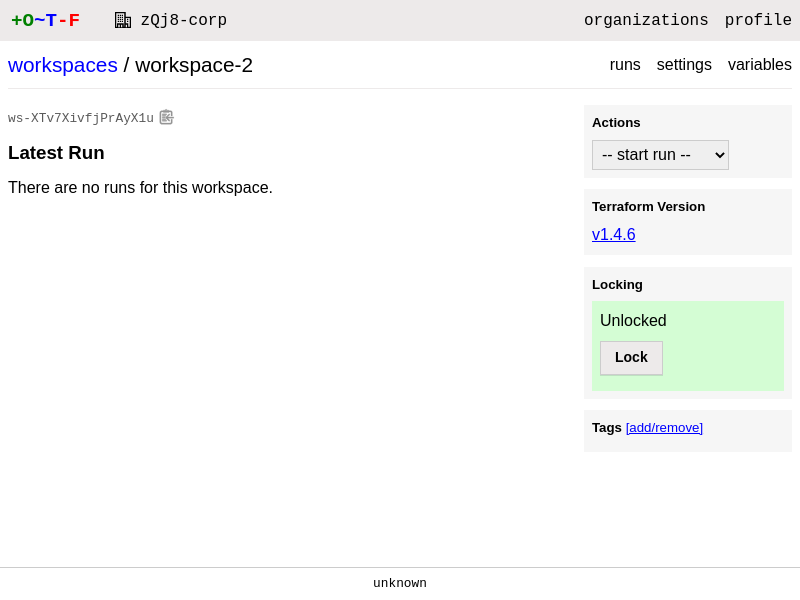 +O~T-F zQj8-corp organizations profile
workspaces / workspace-2 runs settings variables
ws-XTv7XivfjPrAyX1u
Latest Run
There are no runs for this workspace.
Actions
-- start run --
Terraform Version
v1.4.6
Locking
Unlocked
Lock
Tags [add/remove]
unknown